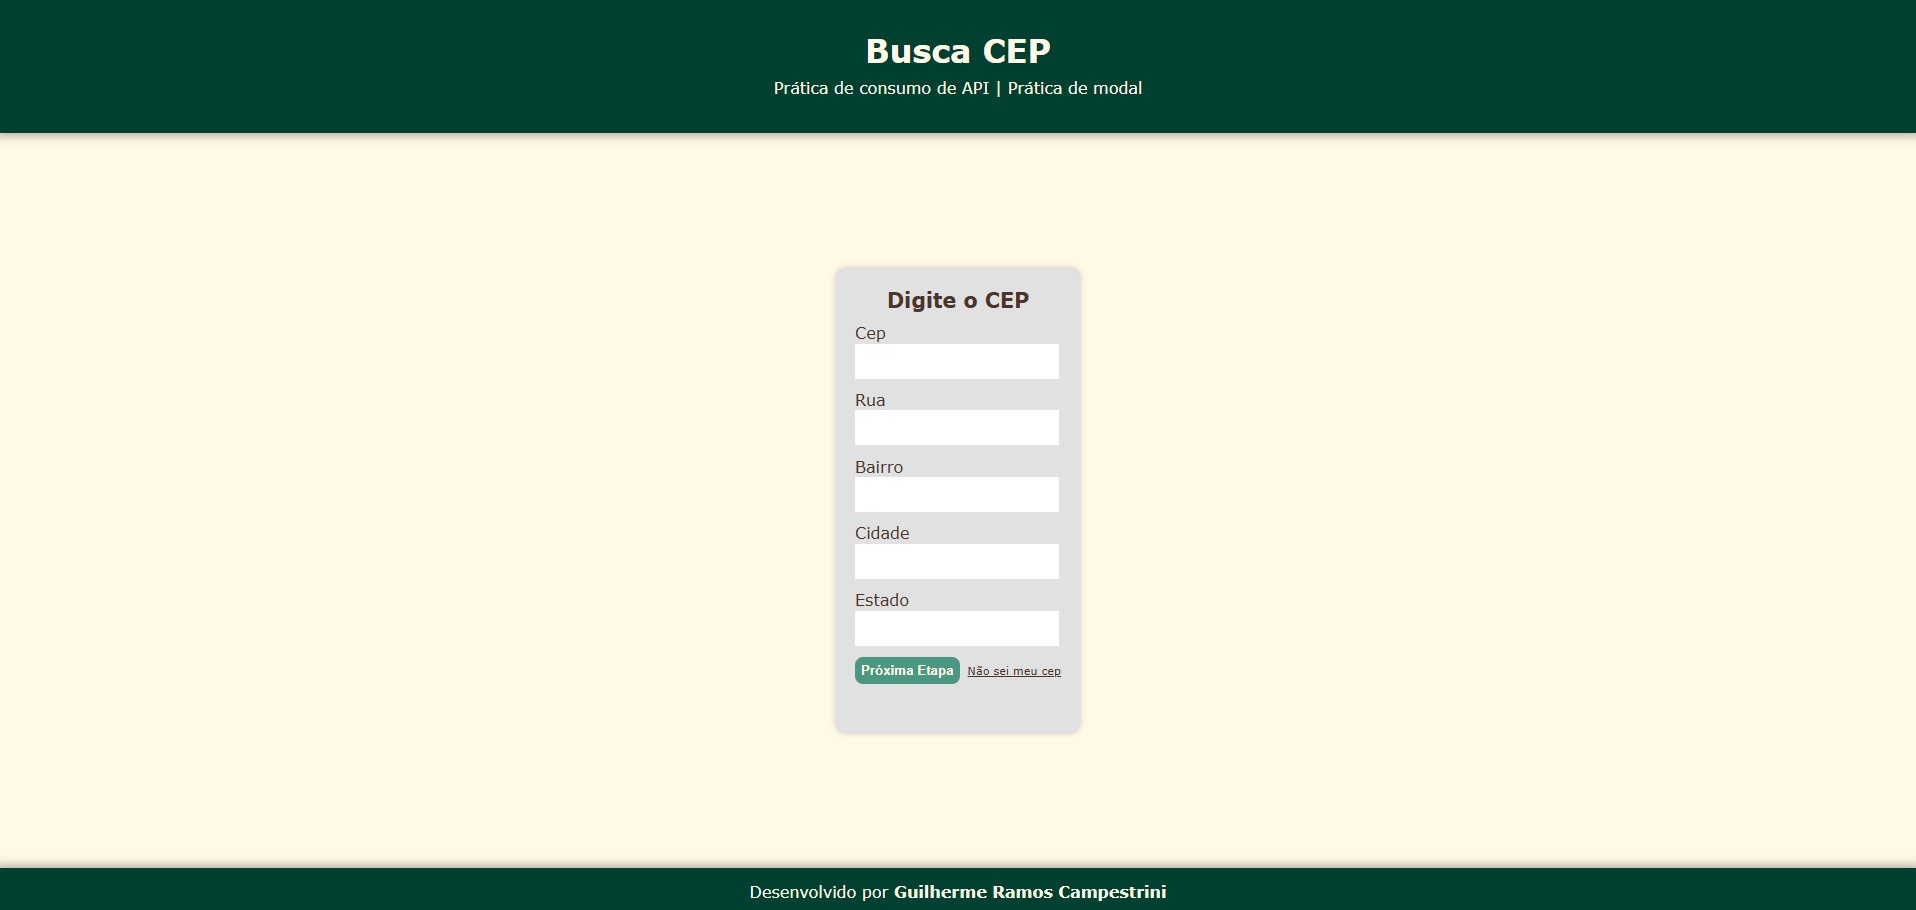 Busca CEP
Prática de consumo de API | Prática de modal
Digite o CEP
Cep
Rua
Bairro
Cidade
Estado
Próxima Etapa Não sei meu cep
Desenvolvido por Guilherme Ramos Campestrini